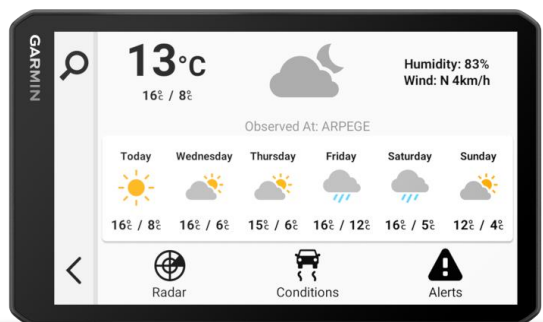 GARMIN
13°C
16°C / 8°C
Humidity: 83%
Wind: N 4km/h
Observed At: ARPEGE
Today Wednesday Thursday Friday Saturday Sunday
16°C / 8°C 16°C / 6°C 15°C / 6°C 16°C / 12°C 16°C / 5°C 12°C / 4°C
Radar Conditions Alerts